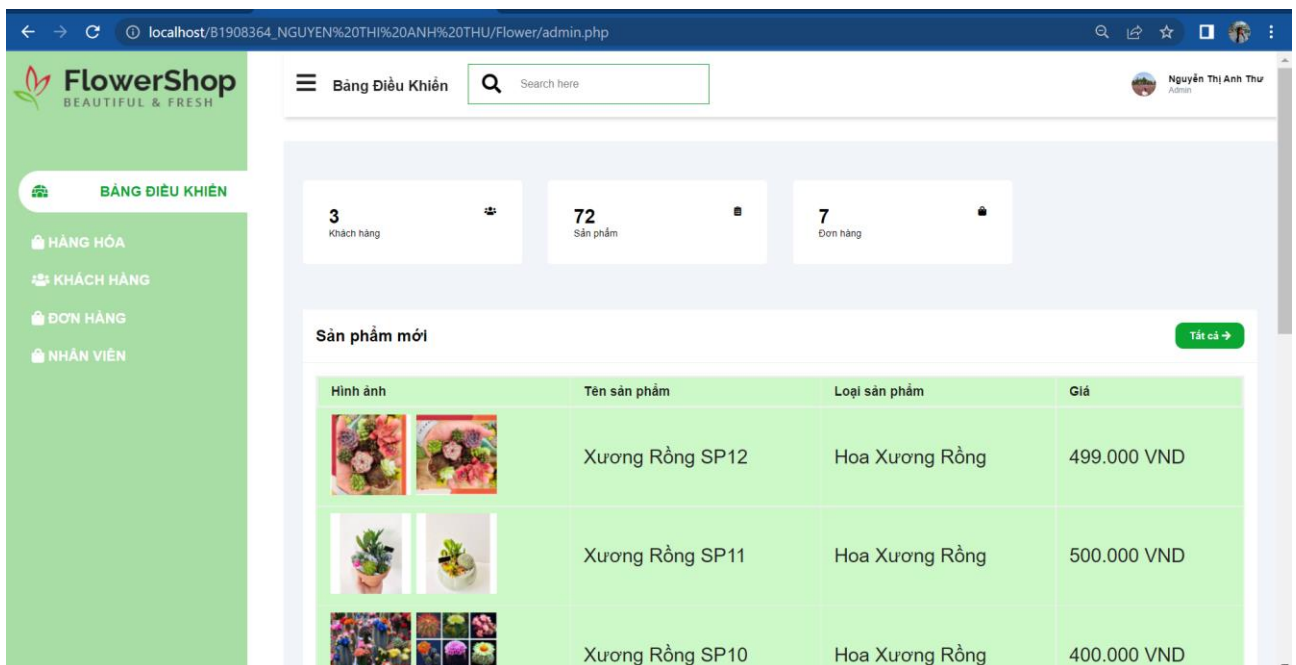 localhost/B1908364_NGUYEN%20THI%20ANH%20THU/Flower/admin.php
FlowerShop
BEAUTIFUL & FRESH
Bảng Điều Khiển
Search here
Nguyễn Thị Anh Thư
Admin
BẢNG ĐIỀU KHIỂN
HÀNG HÓA
KHÁCH HÀNG
ĐƠN HÀNG
NHÂN VIÊN
3
Khách hàng
72
Sản phẩm
7
Đơn hàng
Sản phẩm mới
Tất cả →
Hình ảnh Tên sản phẩm Loại sản phẩm Giá
Xương Rồng SP12 Hoa Xương Rồng 499.000 VND
Xương Rồng SP11 Hoa Xương Rồng 500.000 VND
Xương Rồng SP10 Hoa Xương Rồng 400.000 VND